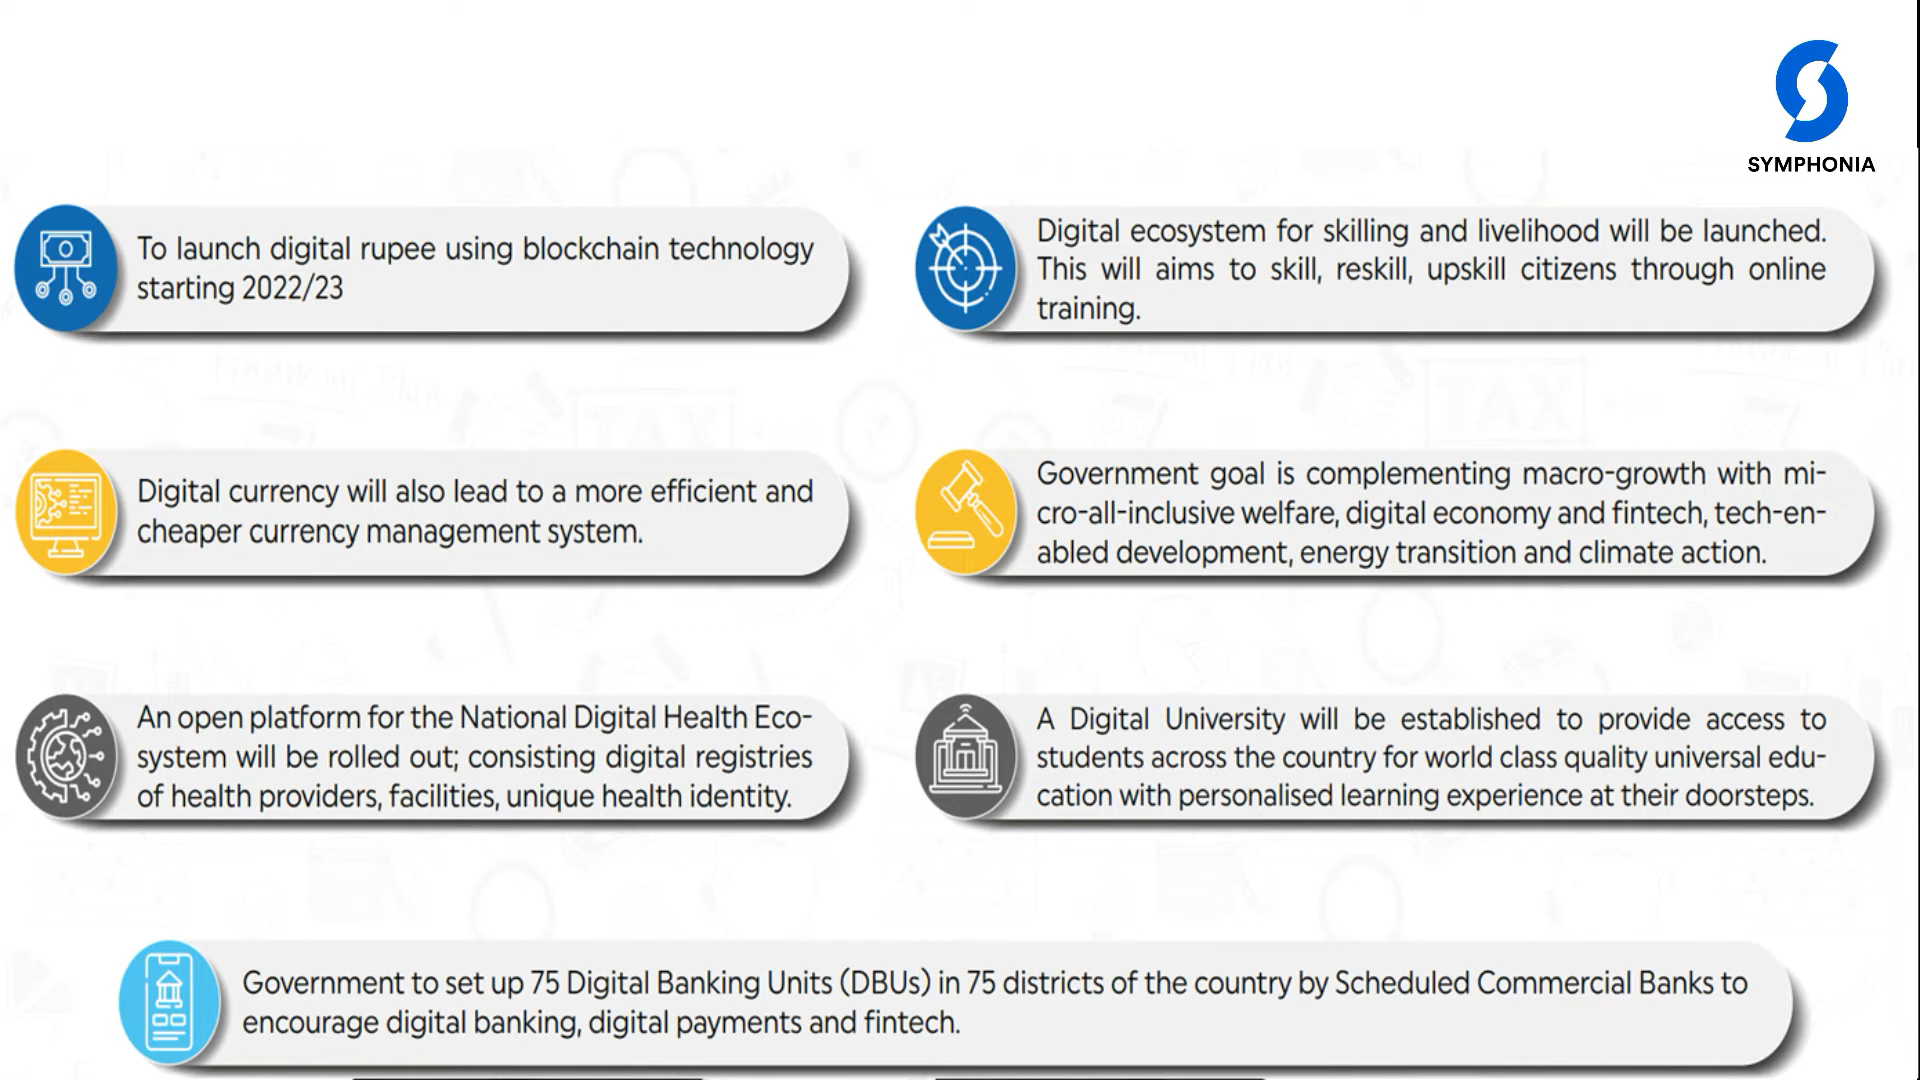 SYMPHONIA
To launch digital rupee using blockchain technology
starting 2022/23
Digital ecosystem for skilling and livelihood will be launched.
This will aims to skill, reskill, upskill citizens through online
training.
Digital currency will also lead to a more efficient and
cheaper currency management system.
Government goal is complementing macro-growth with mi-
cro-all-inclusive welfare, digital economy and fintech, tech-en-
abled development, energy transition and climate action.
An open platform for the National Digital Health Eco-
system will be rolled out; consisting digital registries
of health providers, facilities, unique health identity.
A Digital University will be established to provide access to
students across the country for world class quality universal edu-
cation with personalised learning experience at their doorsteps.
Government to set up 75 Digital Banking Units (DBUs) in 75 districts of the country by Scheduled Commercial Banks to
encourage digital banking, digital payments and fintech.
TAX
TAX